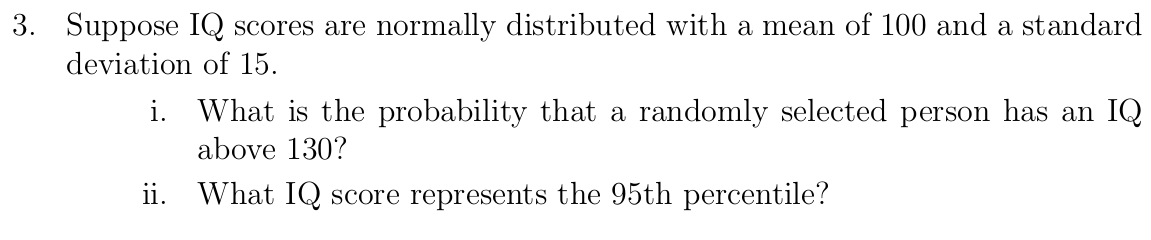 3. Suppose IQ scores are normally distributed with a mean of 100 and a standard
deviation of 15.
i. What is the probability that a randomly selected person has an IQ
above 130?
ii. What IQ score represents the 95th percentile?